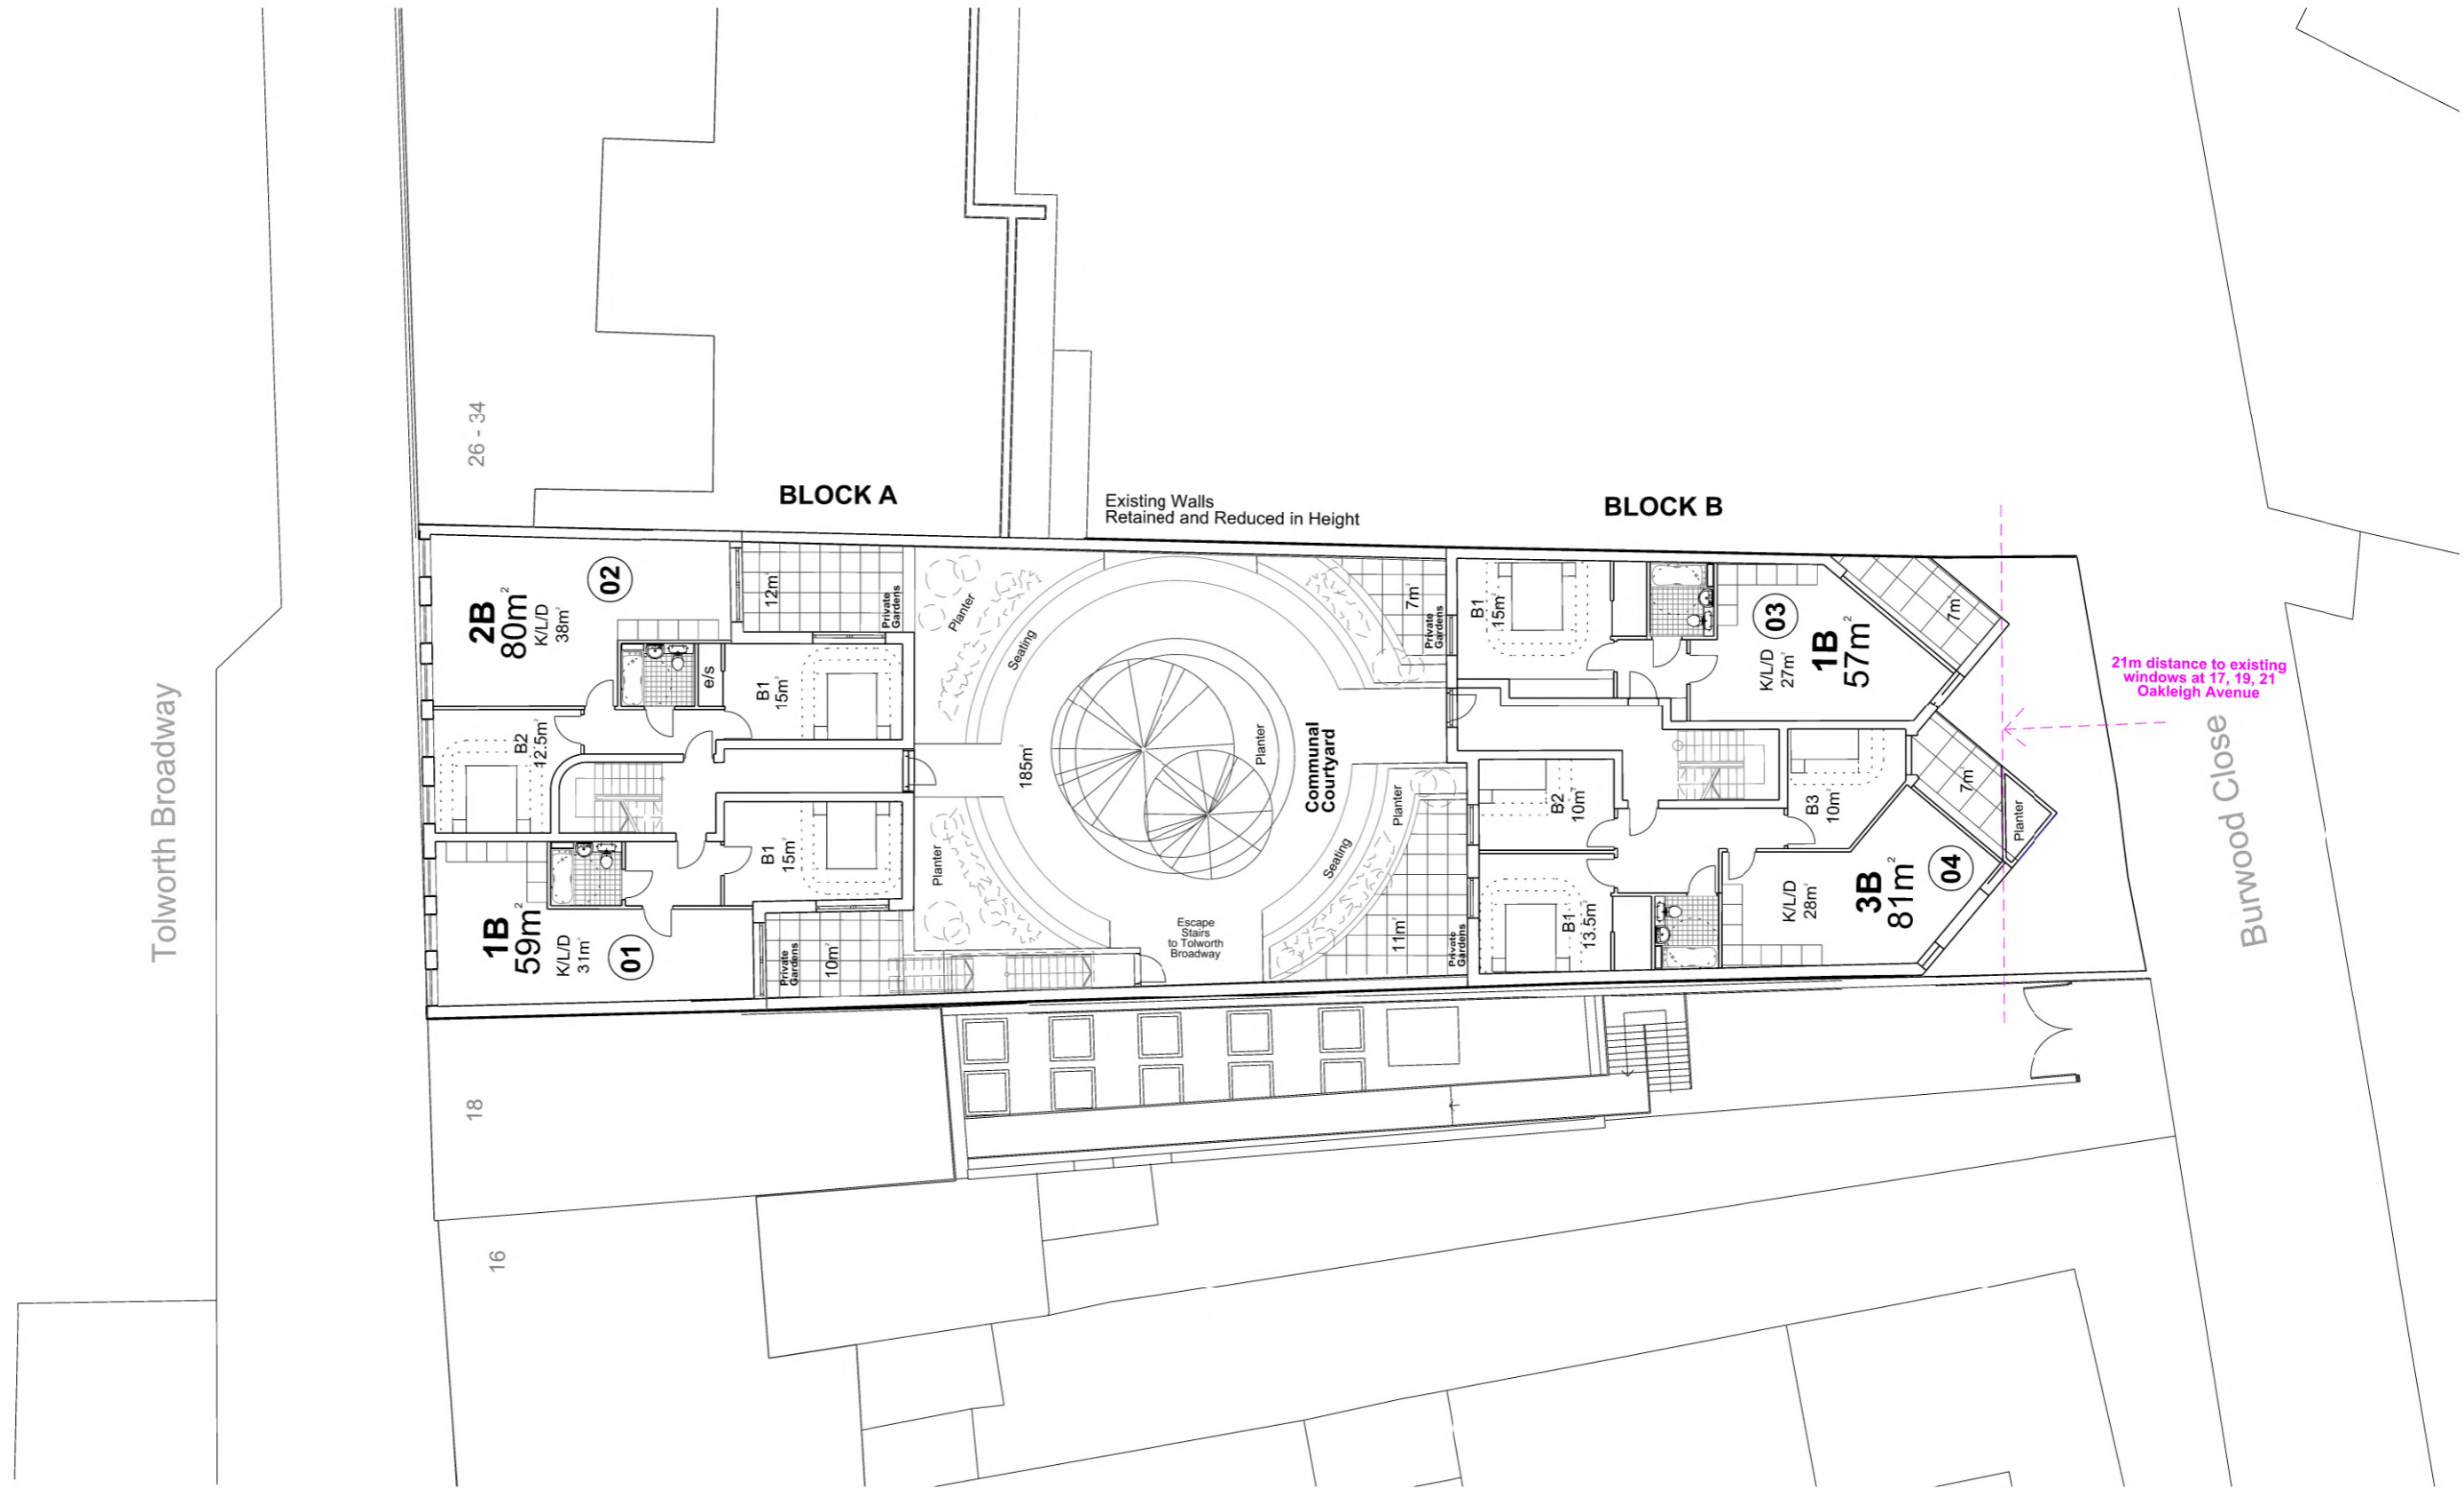 Tolworth Broadway
26 - 34
18
16
BLOCK A
Existing Walls
Retained and Reduced in Height
BLOCK B
2B
80m²
K/L/D
38m²
02
12m²
Private
Gardens
e/s
B1
15m²
B2
12.5m²
B1
15m²
1B
59m²
K/L/D
31m²
01
Private
Gardens
10m²
Planter
Seating
185m²
Planter
Planter
Communal
Courtyard
Planter
Seating
Escape
Stairs
to Tolworth
Broadway
7m²
Private
Gardens
11m²
Private
Gardens
B1
15m²
03
K/L/D
27m²
1B
57m²
7m²
B2
10m²
B1
13.5m²
B3
10m²
K/L/D
28m²
3B
81m²
04
7m²
Planter
21m distance to existing
windows at 17, 19, 21
Oakleigh Avenue
Burwood Close